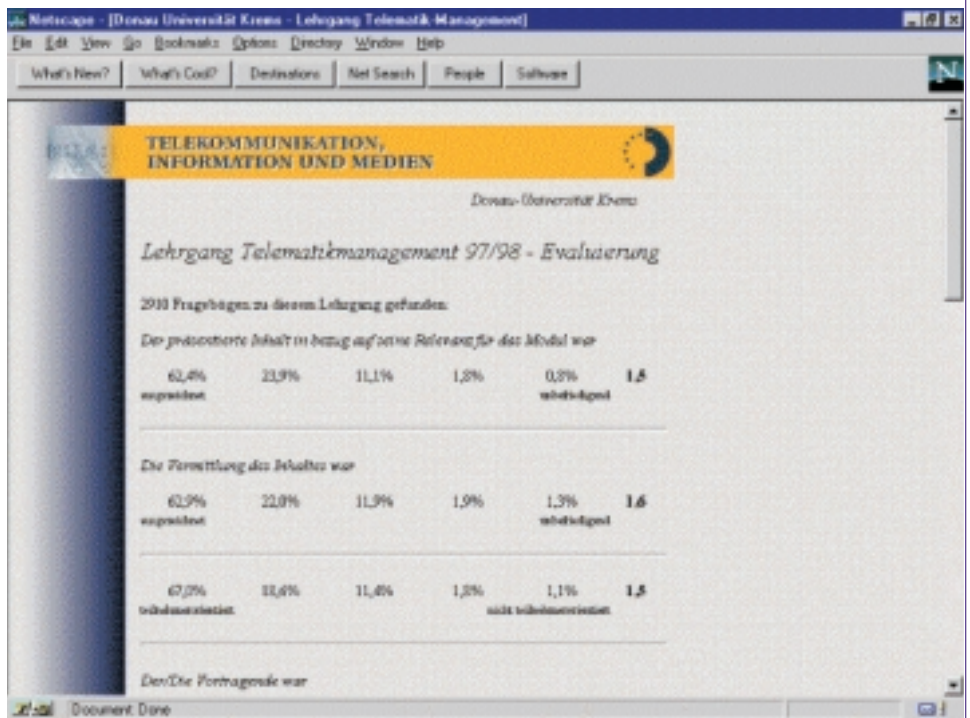 Netscape - [Donau Universität Krems - Lehrgang Telematik-Management]
File Edit View Go Bookmarks Options Directory Window Help
What's New? What's Cool? Destinations Net Search People Software
N
TELEKOMMUNIKATION,
INFORMATION UND MEDIEN
Donau-Universität Krems
Lehrgang Telematikmanagement 97/98 - Evaluierung
Fragebögen zu diesem Lehrgang gefunden.
Der präsentierte Inhalt in bezug auf seine Relevanz für das Modul war
62,4% 23,9% 11,1% 1,8% 0,8% 1,5
ausgezeichnet unbefriedigend
Die Vermittlung des Inhaltes war
62,9% 22,0% 11,9% 1,9% 1,3% 1,6
ausgezeichnet unbefriedigend
11,4% 1,8% 1,1% 1,5
teilnehmerorientiert nicht teilnehmerorientiert
Der/Die Vortragende war
Document: Done